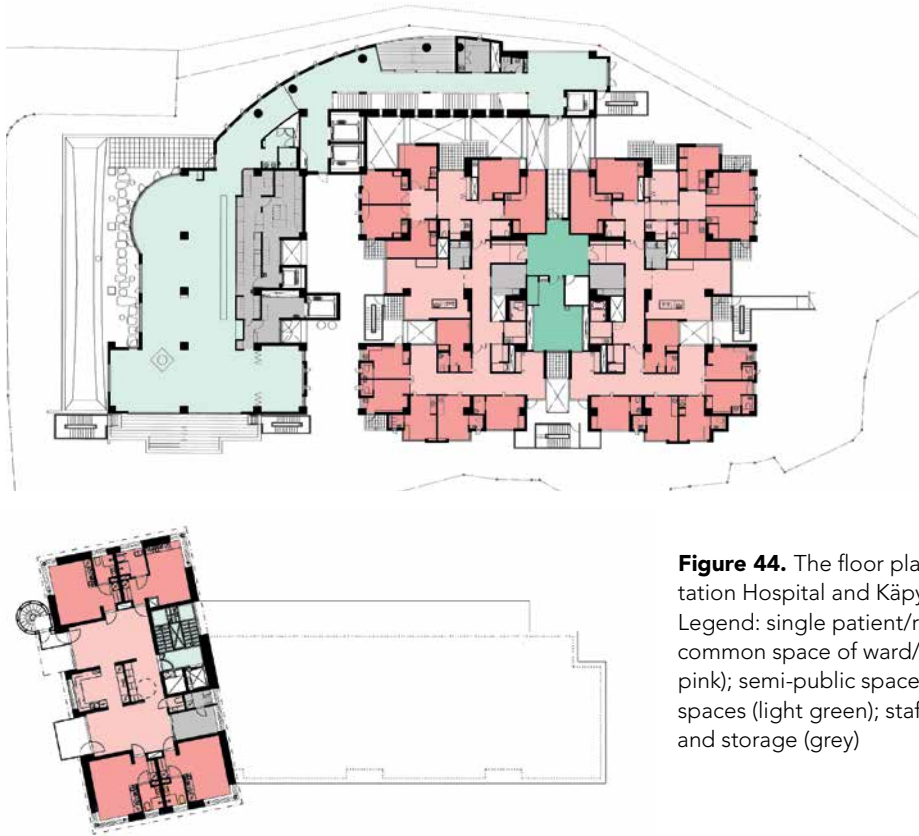 Figure 44. The floor pla
tation Hospital and Käpy
Legend: single patient/r
common space of ward/
pink); semi-public space
spaces (light green); staf
and storage (grey)